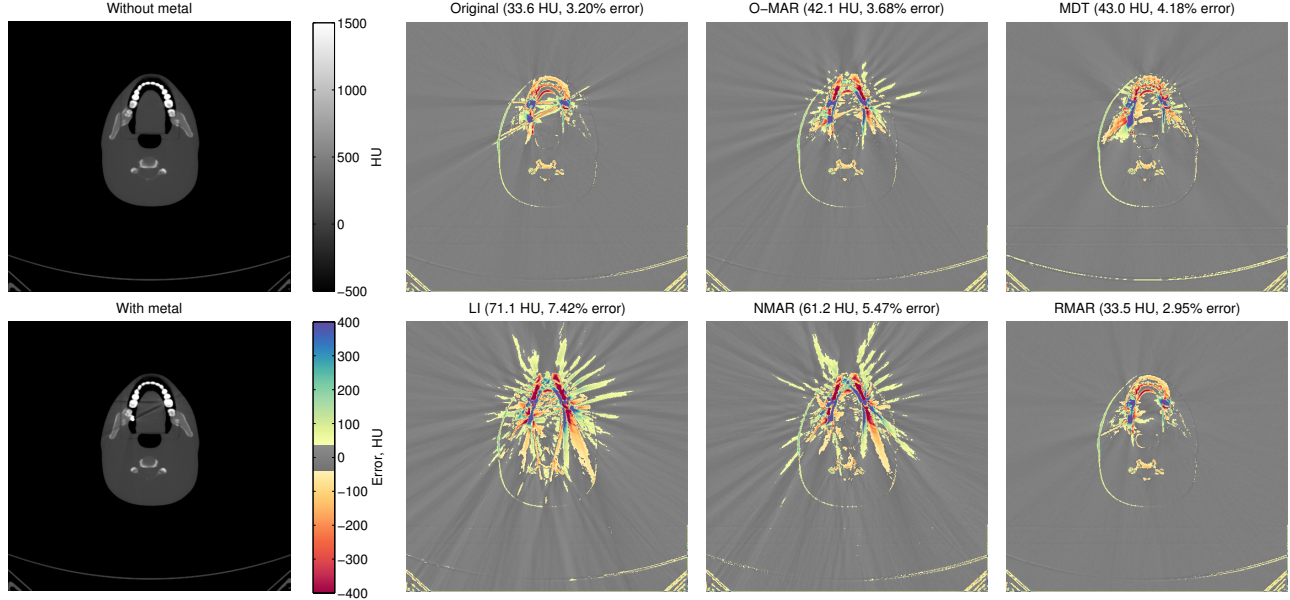 Without metal
1500
1000
500
0
−500
HU
Original (33.6 HU, 3.20% error)
O−MAR (42.1 HU, 3.68% error)
MDT (43.0 HU, 4.18% error)
With metal
400
300
200
100
0
−100
−200
−300
−400
Error, HU
LI (71.1 HU, 7.42% error)
NMAR (61.2 HU, 5.47% error)
RMAR (33.5 HU, 2.95% error)